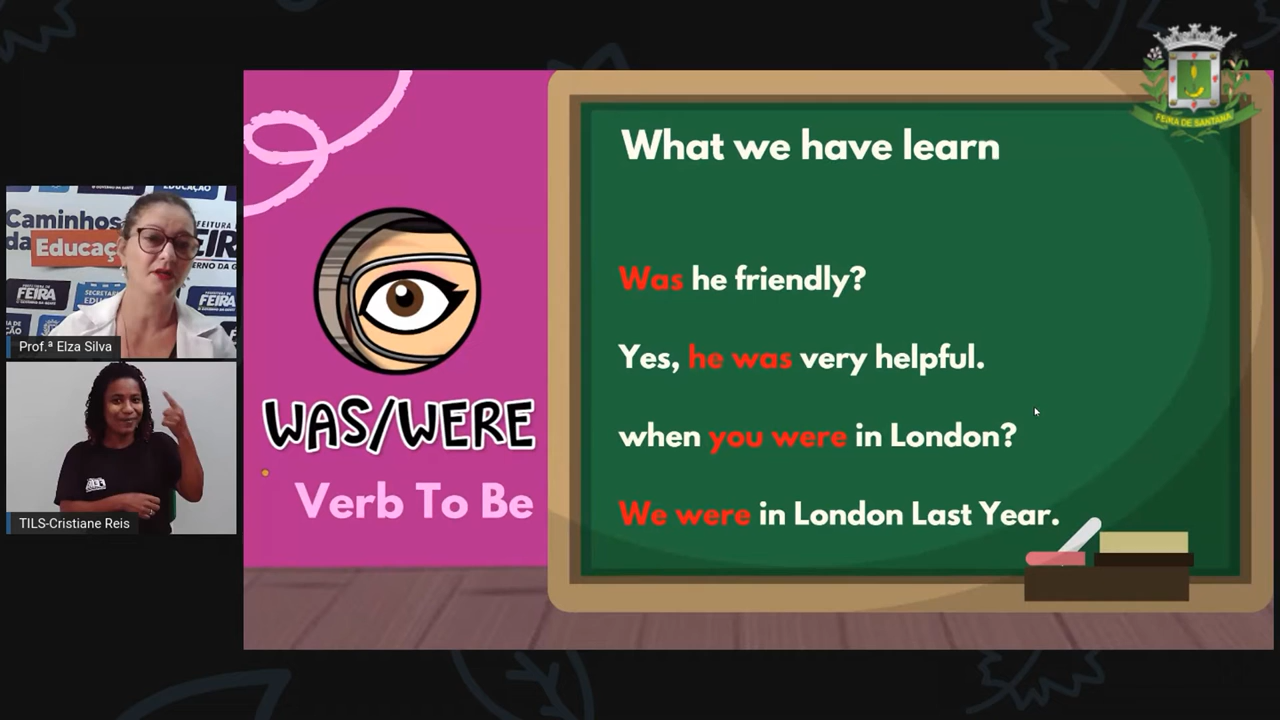 What we have learn
Was he friendly?
Yes, he was very helpful.
when you were in London?
We were in London Last Year.
WAS/WERE
Verb To Be
FEIRA DE SANTANA
Caminhos
da
Educaç
EDUCAÇÃO
FEIRA
FEIRA
Prof.ª Elza Silva
TILS-Cristiane Reis